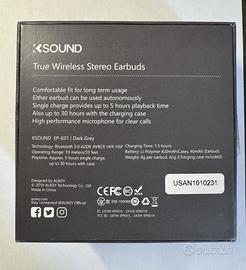 KSOUND
True Wireless Stereo Earbuds
Comfortable fit for long term usage
Either earbud can be used autonomously
Single charge provides up to 5 hours playback time
Also up to 30 hours with the charging case
High performance microphone for clear calls
KSOUND EP-K01 | Dark Grey
Technology: Bluetooth 5.0 A2DP, AVRCP, HFP, HSP
Operating Range: 10 meters/33 feet
Playtime: Approx. 5 hours single charge,
up to 30 hours with case
Charging Time: 1.5 hours
Battery: Li-Polymer 420mAh(Case), 40mAh (Earbud)
Weight: 4g per earbud, 42g (Charging case included)
USAN1010231
Designed by AUKEY
© 2019 AUKEY Technology Co., Ltd.
Made in China
aukey.com
Stay Connected @AUKEYOfficial